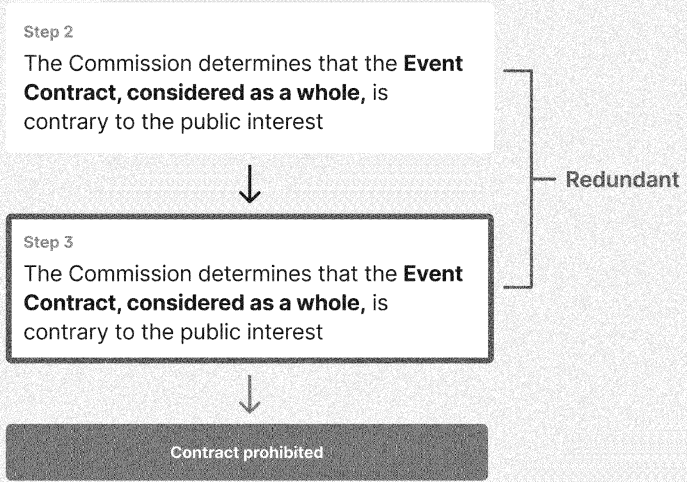 Step 2
The Commission determines that the Event
Contract, considered as a whole, is
contrary to the public interest
Redundant
Step 3
The Commission determines that the Event
Contract, considered as a whole, is
contrary to the public interest
Contract prohibited